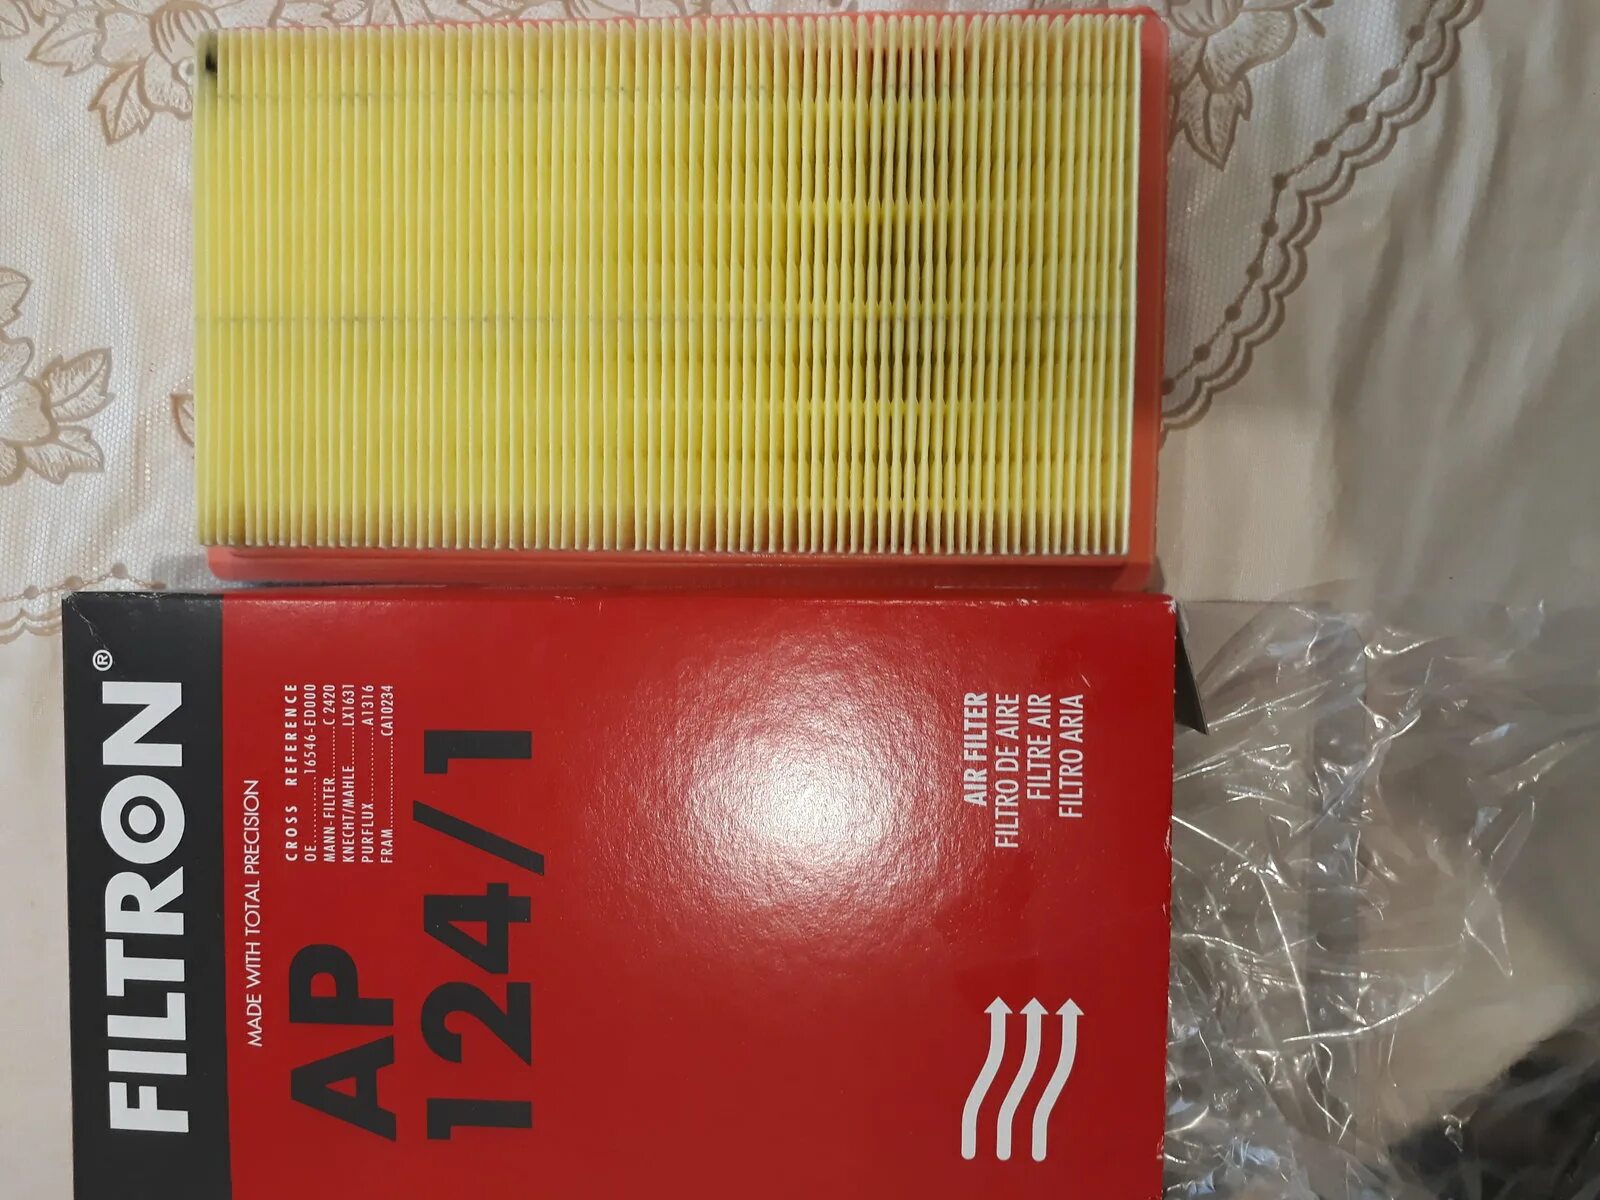 FILTRON®
MADE WITH TOTAL PRECISION
CROSS REFERENCE
OE..............16546-ED000
MANN-FILTER........C 2420
KNECHT/MAHLE......LX1631
PURFLUX..............A1316
FRAM................CA10234
AP
124/1
AIR FILTER
FILTRO DE AIRE
FILTRE AIR
FILTRO ARIA